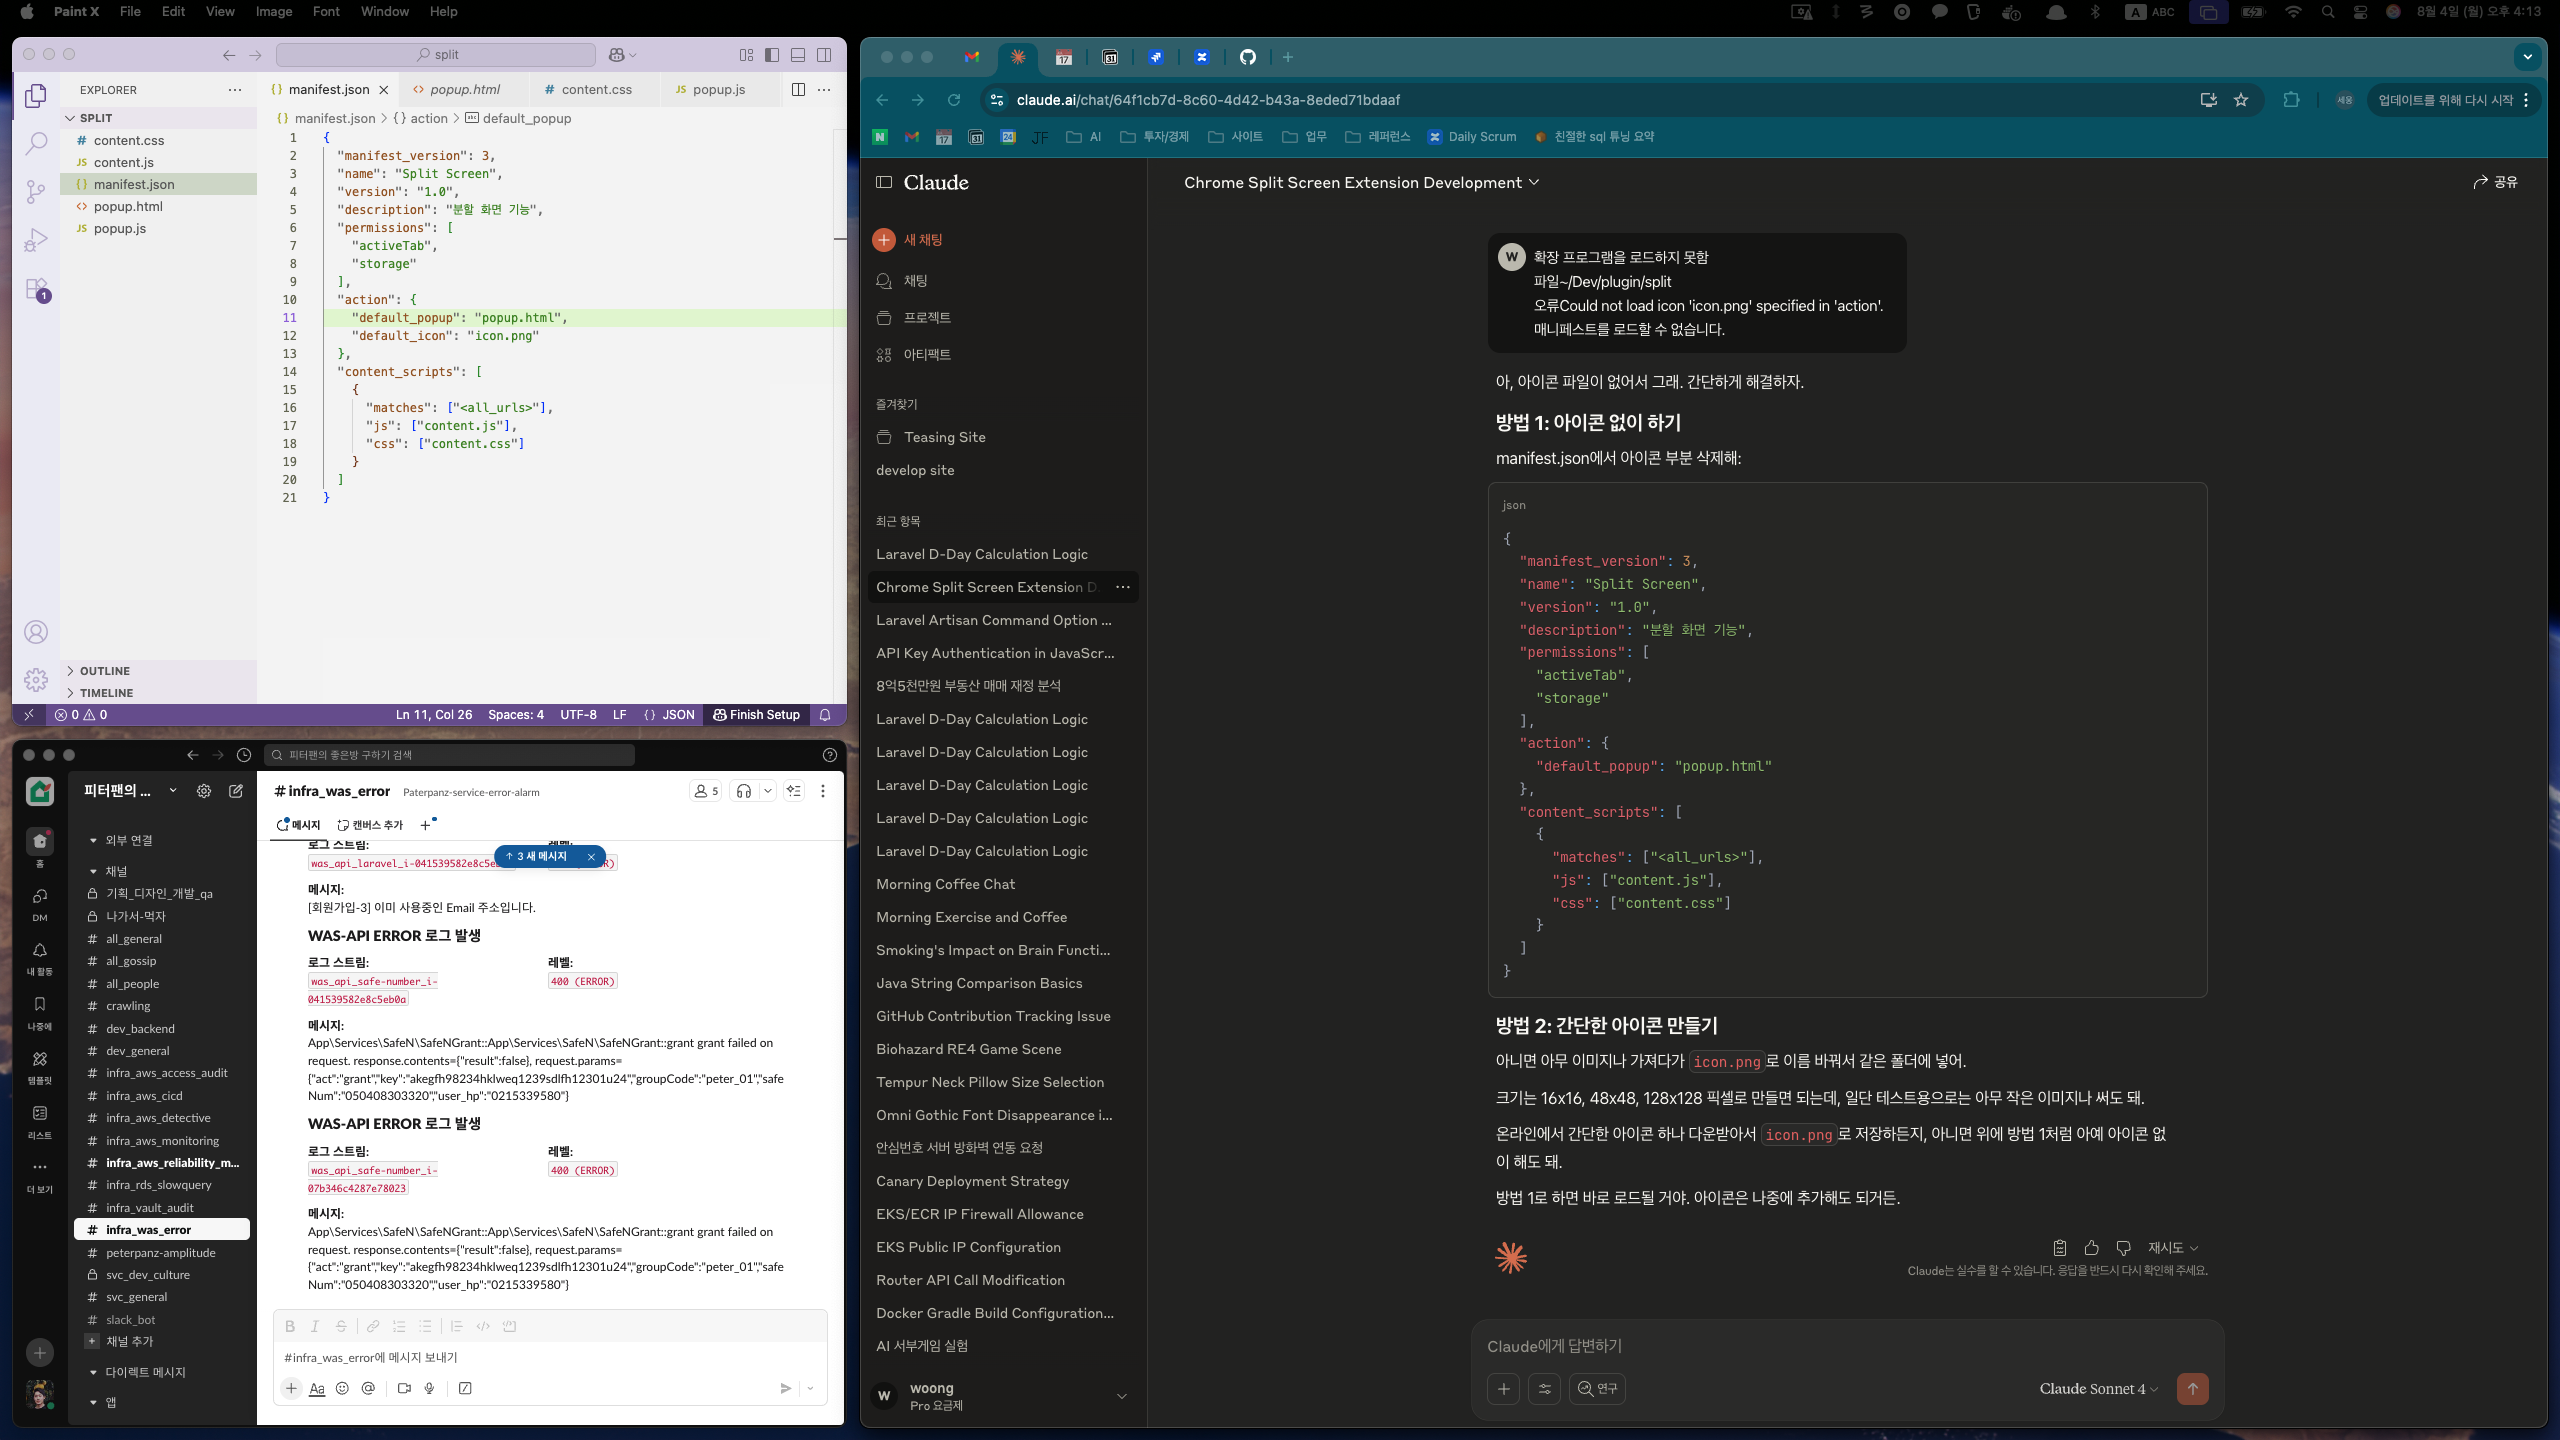 Paint X File Edit View Image Font Window Help
A ABC
8월 4일 (월) 오후 4:13
split
EXPLORER
SPLIT
content.css
content.js
manifest.json
popup.html
popup.js
OUTLINE
TIMELINE
manifest.json
popup.html
content.css
popup.js
manifest.json > {} action > default_popup
1 {
2 "manifest_version": 3,
3 "name": "Split Screen",
4 "version": "1.0",
5 "description": "분할 화면 기능",
6 "permissions": [
7 "activeTab",
8 "storage"
9 ],
10 "action": {
11 "default_popup": "popup.html",
12 "default_icon": "icon.png"
13 },
14 "content_scripts": [
15 {
16 "matches": ["<all_urls>"],
17 "js": ["content.js"],
18 "css": ["content.css"]
19 }
20 ]
21 }
1
0 0
Ln 11, Col 26 Spaces: 4 UTF-8 LF {} JSON Finish Setup
피터팬의 좋은방 구하기 검색
홈
DM
내 활동
나중에
템플릿
리스트
더 보기
피터팬의 ...
외부 연결
채널
기획_디자인_개발_qa
나가서-먹자
# all_general
# all_gossip
# all_people
# crawling
# dev_backend
# dev_general
# infra_aws_access_audit
# infra_aws_cicd
# infra_aws_detective
# infra_aws_monitoring
# infra_aws_reliability_m...
# infra_rds_slowquery
# infra_vault_audit
# infra_was_error
# peterpanz-amplitude
svc_dev_culture
# svc_general
# slack_bot
+ 채널 추가
다이렉트 메시지
앱
# infra_was_error Paterpanz-service-error-alarm
5
메시지 캔버스 추가 +
↑ 3 새 메시지 ×
로그 스트림:
was_api_laravel_i-041539582e8c5e
메시지:
[회원가입-3] 이미 사용중인 Email 주소입니다.
WAS-API ERROR 로그 발생
로그 스트림: 레벨:
was_api_safe-number_i- 400 (ERROR)
041539582e8c5eb0a
메시지:
App\Services\SafeN\SafeNGrant::App\Services\SafeN\SafeNGrant::grant grant failed on
request. response.contents={"result":false}, request.params=
{"act":"grant","key":"akegfh98234hklweq1239sdlfh12301u24","groupCode":"peter_01","safe
Num":"050408303320","user_hp":"0215339580"}
WAS-API ERROR 로그 발생
로그 스트림: 레벨:
was_api_safe-number_i- 400 (ERROR)
07b346c4287e78023
메시지:
App\Services\SafeN\SafeNGrant::App\Services\SafeN\SafeNGrant::grant grant failed on
request. response.contents={"result":false}, request.params=
{"act":"grant","key":"akegfh98234hklweq1239sdlfh12301u24","groupCode":"peter_01","safe
Num":"050408303320","user_hp":"0215339580"}
#infra_was_error에 메시지 보내기
claude.ai/chat/64f1cb7d-8c60-4d42-b43a-8eded71bdaaf
세웅
업데이트를 위해 다시 시작
N JF AI 투자/경제 사이트 업무 레퍼런스 Daily Scrum 친절한 sql 튜닝 요약
Claude
새 채팅
채팅
프로젝트
아티팩트
즐겨찾기
Teasing Site
develop site
최근 항목
Laravel D-Day Calculation Logic
Chrome Split Screen Extension D
Laravel Artisan Command Option ...
API Key Authentication in JavaScr...
8억5천만원 부동산 매매 재정 분석
Laravel D-Day Calculation Logic
Laravel D-Day Calculation Logic
Laravel D-Day Calculation Logic
Laravel D-Day Calculation Logic
Laravel D-Day Calculation Logic
Morning Coffee Chat
Morning Exercise and Coffee
Smoking's Impact on Brain Functi...
Java String Comparison Basics
GitHub Contribution Tracking Issue
Biohazard RE4 Game Scene
Tempur Neck Pillow Size Selection
Omni Gothic Font Disappearance i...
안심번호 서버 방화벽 연동 요청
Canary Deployment Strategy
EKS/ECR IP Firewall Allowance
EKS Public IP Configuration
Router API Call Modification
Docker Gradle Build Configuration...
AI 서부게임 실험
W woong
Pro 요금제
Chrome Split Screen Extension Development
공유
W
확장 프로그램을 로드하지 못함
파일~/Dev/plugin/split
오류Could not load icon 'icon.png' specified in 'action'.
매니페스트를 로드할 수 없습니다.
아, 아이콘 파일이 없어서 그래. 간단하게 해결하자.
방법 1: 아이콘 없이 하기
manifest.json에서 아이콘 부분 삭제해:
json
{
"manifest_version": 3,
"name": "Split Screen",
"version": "1.0",
"description": "분할 화면 기능",
"permissions": [
"activeTab",
"storage"
],
"action": {
"default_popup": "popup.html"
},
"content_scripts": [
{
"matches": ["<all_urls>"],
"js": ["content.js"],
"css": ["content.css"]
}
]
}
방법 2: 간단한 아이콘 만들기
아니면 아무 이미지나 가져다가 icon.png로 이름 바꿔서 같은 폴더에 넣어.
크기는 16x16, 48x48, 128x128 픽셀로 만들면 되는데, 일단 테스트용으로는 아무 작은 이미지나 써도 돼.
온라인에서 간단한 아이콘 하나 다운받아서 icon.png로 저장하든지, 아니면 위에 방법 1처럼 아예 아이콘 없
이 해도 돼.
방법 1로 하면 바로 로드될 거야. 아이콘은 나중에 추가해도 되거든.
재시도
Claude는 실수를 할 수 있습니다. 응답을 반드시 다시 확인해 주세요.
Claude에게 답변하기
연구
Claude Sonnet 4